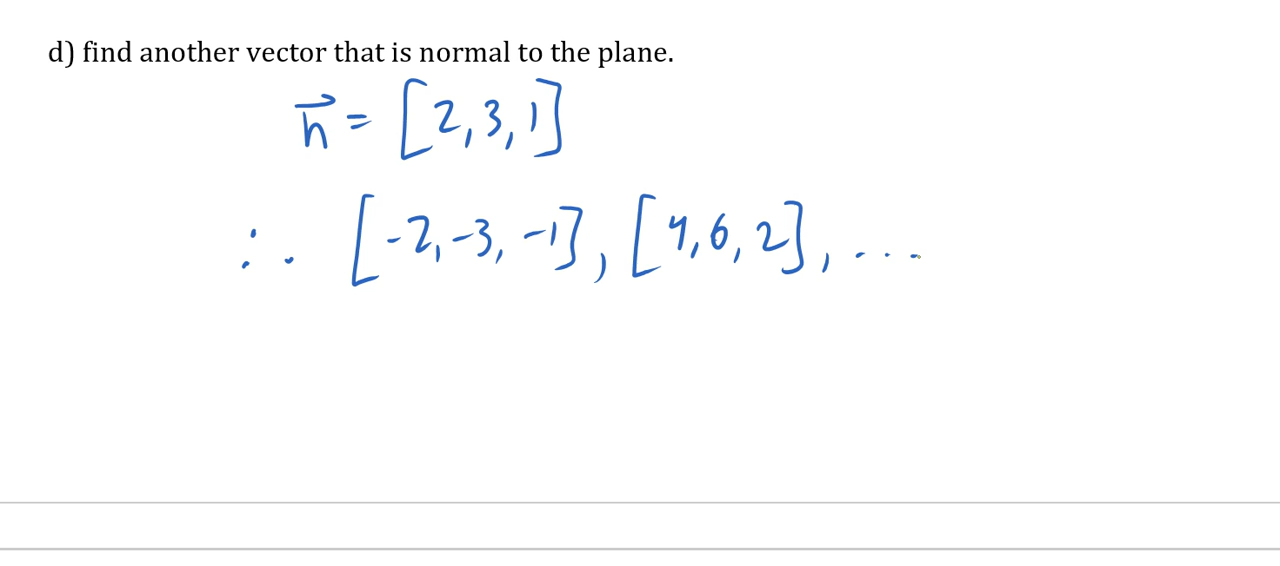 d) find another vector that is normal to the plane.
n⃗ = [2, 3, 1]
∴ [-2, -3, -1], [4, 6, 2], ...